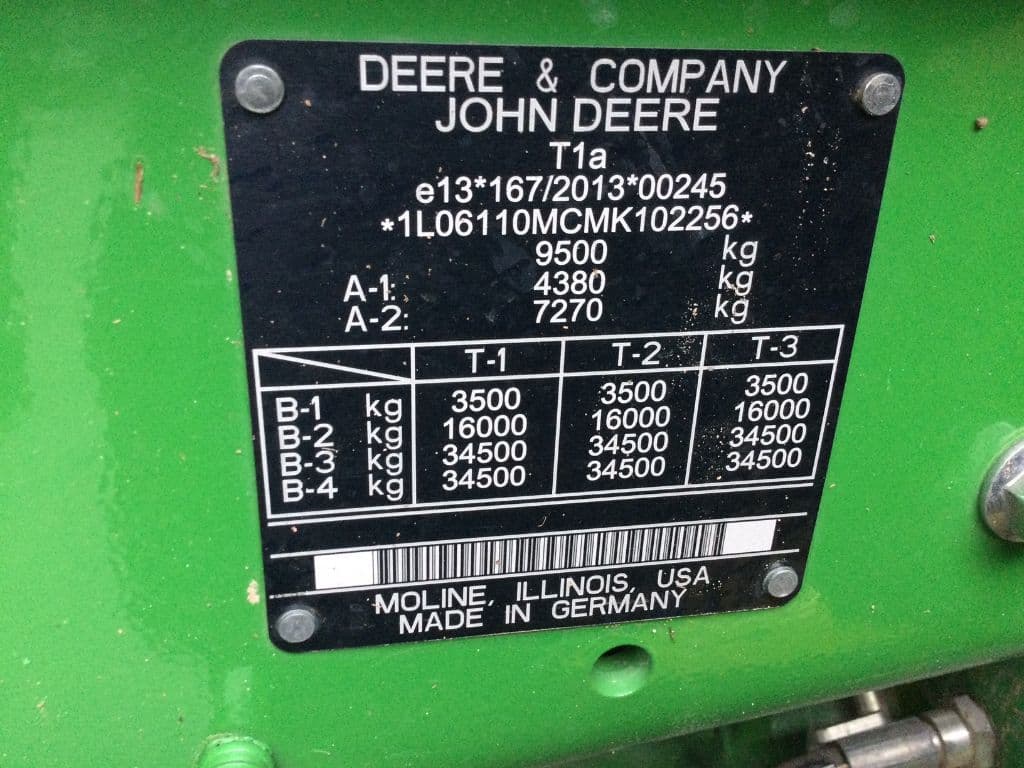 DEERE & COMPANY
JOHN DEERE
T1a
e13*167/2013*00245
*1L06110MCMK102256*
9500 kg
A-1: 4380 kg
A-2: 7270 kg
T-1 T-2 T-3
B-1 kg 3500 3500 3500
B-2 kg 16000 16000 16000
B-3 kg 34500 34500 34500
B-4 kg 34500 34500 34500
MOLINE, ILLINOIS, USA
MADE IN GERMANY